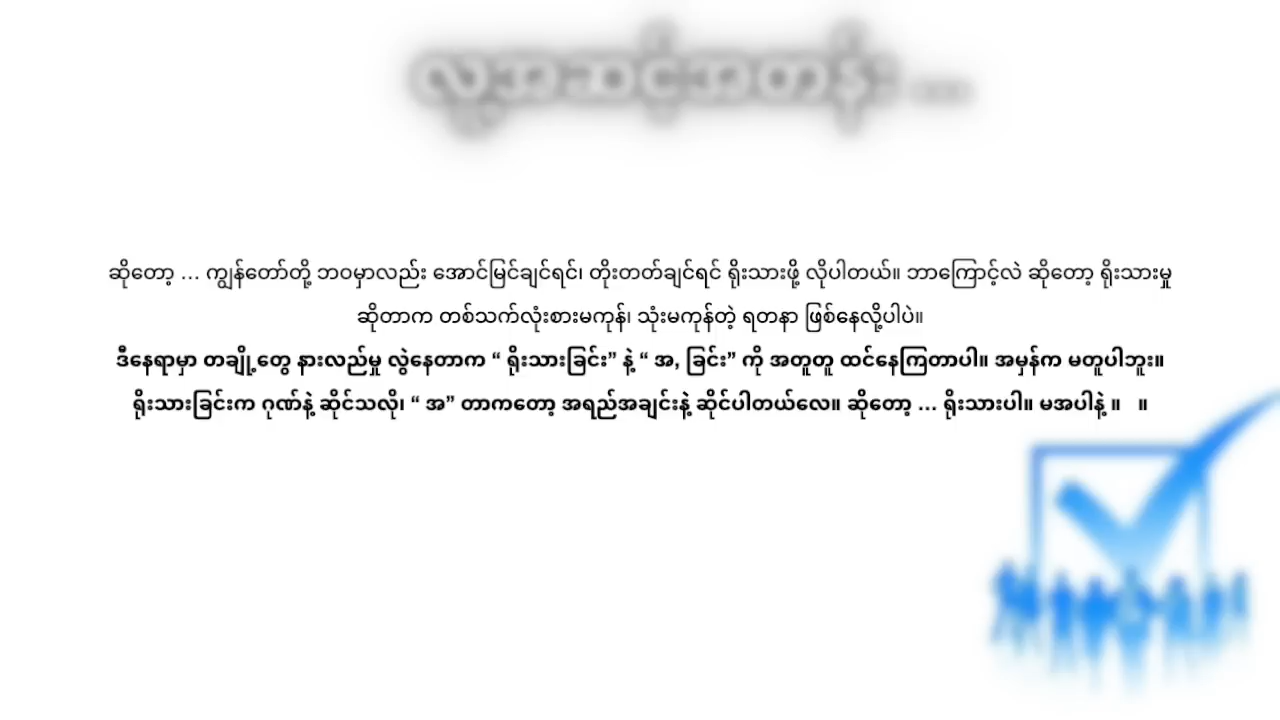 လူ့အဆင့်အတန်း ...
ဆိုတော့ ... ကျွန်တော်တို့ ဘဝမှာလည်း အောင်မြင်ချင်ရင်၊ တိုးတတ်ချင်ရင် ရိုးသားဖို့ လိုပါတယ်။ ဘာကြောင့်လဲ ဆိုတော့ ရိုးသားမှု
ဆိုတာက တစ်သက်လုံးစားမကုန်၊ သုံးမကုန်တဲ့ ရတနာ ဖြစ်နေလို့ပါပဲ။
ဒီနေရာမှာ တချို့တွေ နားလည်မှု လွဲနေတာက “ ရိုးသားခြင်း” နဲ့ “ အ, ခြင်း” ကို အတူတူ ထင်နေကြတာပါ။ အမှန်က မတူပါဘူး။
ရိုးသားခြင်းက ဂုဏ်နဲ့ ဆိုင်သလို၊ “ အ” တာကတော့ အရည်အချင်းနဲ့ ဆိုင်ပါတယ်လေ။ ဆိုတော့ ... ရိုးသားပါ။ မအပါနဲ့ ။ ။